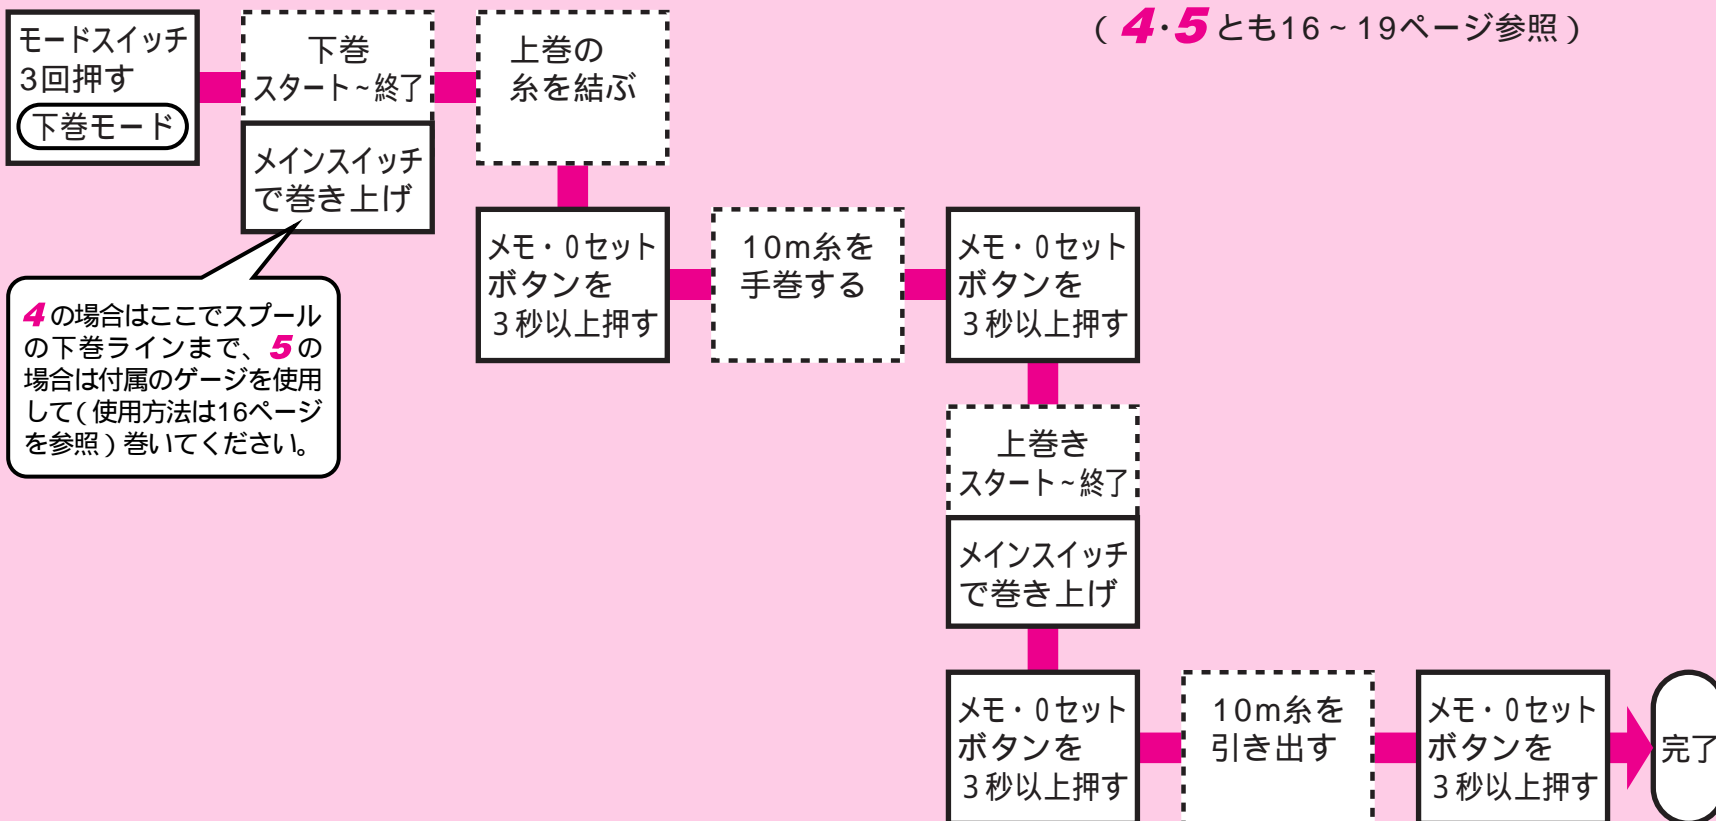 (4・5とも16~19ページ参照)
モードスイッチ
3回押す
下巻モード
下巻
スタート~終了
メインスイッチ
で巻き上げ
上巻の
糸を結ぶ
4の場合はここでスプール
の下巻ラインまで、5の
場合は付属のゲージを使用
して(使用方法は16ページ
を参照)巻いてください。
メモ・0セット
ボタンを
3秒以上押す
10m糸を
手巻する
メモ・0セット
ボタンを
3秒以上押す
上巻き
スタート~終了
メインスイッチ
で巻き上げ
メモ・0セット
ボタンを
3秒以上押す
10m糸を
引き出す
メモ・0セット
ボタンを
3秒以上押す
完了